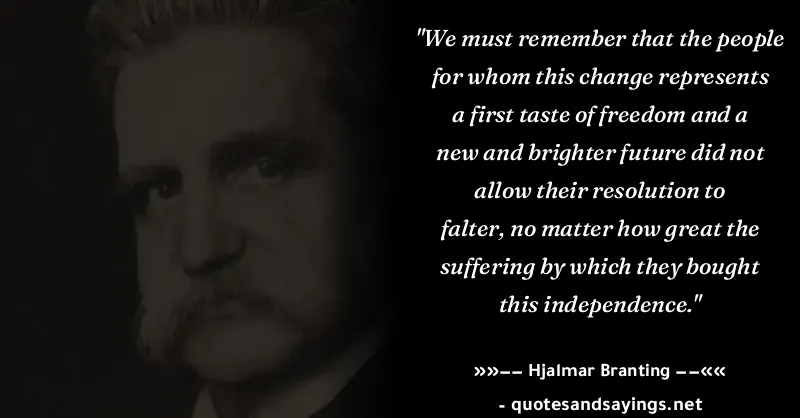 "We must remember that the people
for whom this change represents
a first taste of freedom and a
new and brighter future did not
allow their resolution to
falter, no matter how great the
suffering by which they bought
this independence."
»»−− Hjalmar Branting −−««
- quotesandsayings.net